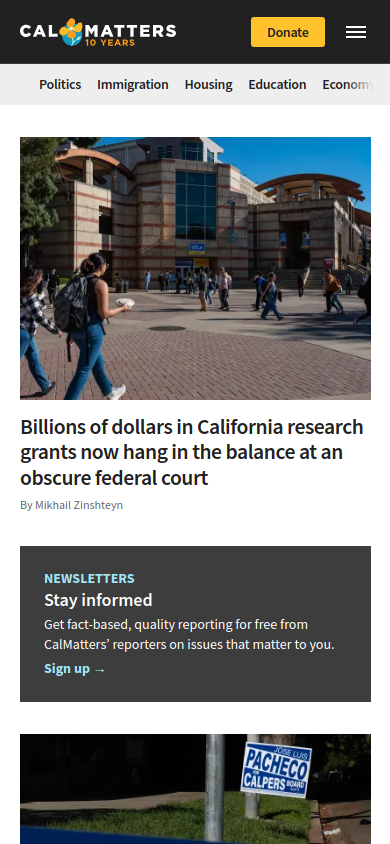 CALMATTERS
10 YEARS
Donate
Politics Immigration Housing Education Economy
UCLA
Billions of dollars in California research
grants now hang in the balance at an
obscure federal court
By Mikhail Zinshteyn
NEWSLETTERS
Stay informed
Get fact-based, quality reporting for free from
CalMatters’ reporters on issues that matter to you.
Sign up →
JOSE LUIS
PACHECO
FOR
CALPERS BOARD